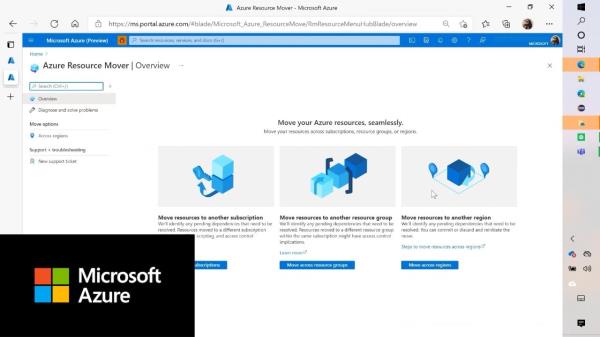 Azure Resource Mover - Microsoft Azure
https://ms.portal.azure.com/#blade/Microsoft_Azure_ResourceMove/RmResourceMenuHubBlade/overview
Microsoft Azure (Preview)
Search resources, services, and docs (G+/)
MICROSOFT
Home >
Azure Resource Mover | Overview
Search (Ctrl+/)
Overview
Diagnose and solve problems
Move options
Across regions
Support + troubleshooting
New support ticket
Move your Azure resources, seamlessly.
Move your resources across subscriptions, resource groups, or regions.
Move resources to another subscription
We'll identify any pending dependencies that need to be
resolved. Resources moved to a different subscription
scripting, and access control
subscriptions
Move resources to another resource group
We'll identify any pending dependencies that need to be
resolved. Resources moved to a different resource group
within the same subscription might have access control
implications.
Learn more
Move across resource groups
Move resources to another region
We'll identify any pending dependencies that need to be
resolved. You can commit or discard and reinitiate the
move.
Steps to move resources across regions
Move across regions
Microsoft
Azure